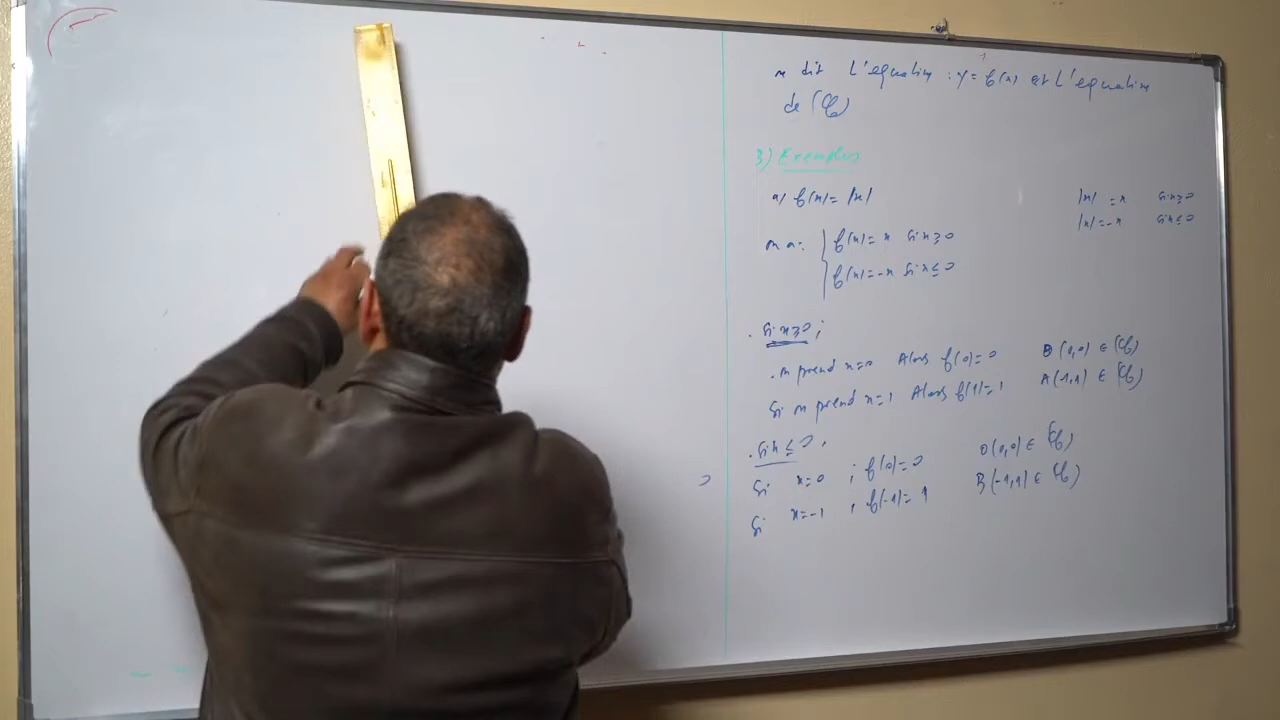 on dit L'equation : y = f(x) est L'equation
de (Cf)
3) Exemples
a/ f(x) = |x|
|x| = x si x ≥ 0
|x| = -x si x ≤ 0
on a : { f(x) = x si x ≥ 0
f(x) = -x si x ≤ 0
. Si x ≥ 0 ;
. on prend x=0 Alors f(0) = 0 O(0,0) ∈ (Cf)
Si on prend x=1 Alors f(1) = 1 A(1,1) ∈ (Cf)
. Si x ≤ 0 ,
Si x=0 ; f(0) = 0 O(0,0) ∈ (Cf)
Si x=-1 , f(-1) = 1 B(-1,1) ∈ (Cf)